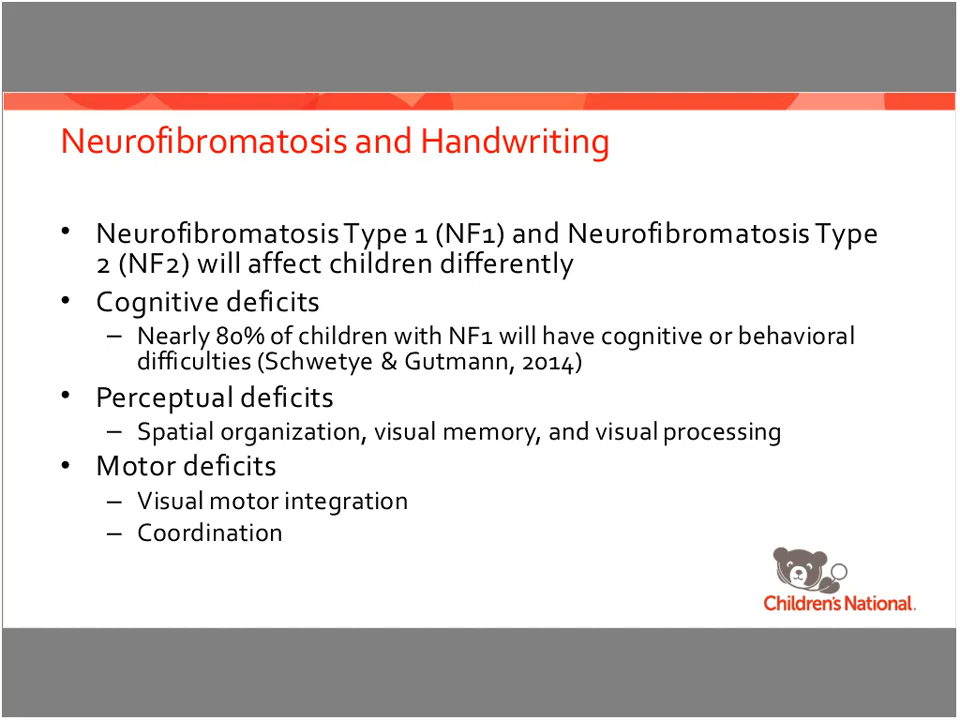 Neurofibromatosis and Handwriting
• Neurofibromatosis Type 1 (NF1) and Neurofibromatosis Type
2 (NF2) will affect children differently
• Cognitive deficits
– Nearly 80% of children with NF1 will have cognitive or behavioral
difficulties (Schwetye & Gutmann, 2014)
• Perceptual deficits
– Spatial organization, visual memory, and visual processing
• Motor deficits
– Visual motor integration
– Coordination
Children's National.